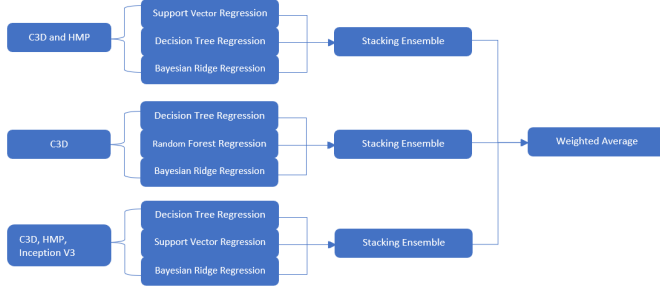 C3D and HMP
Support Vector Regression
Decision Tree Regression
Bayesian Ridge Regression
Stacking Ensemble
C3D
Decision Tree Regression
Random Forest Regression
Bayesian Ridge Regression
Stacking Ensemble
Weighted Average
C3D, HMP,
Inception V3
Decision Tree Regression
Support Vector Regression
Bayesian Ridge Regression
Stacking Ensemble